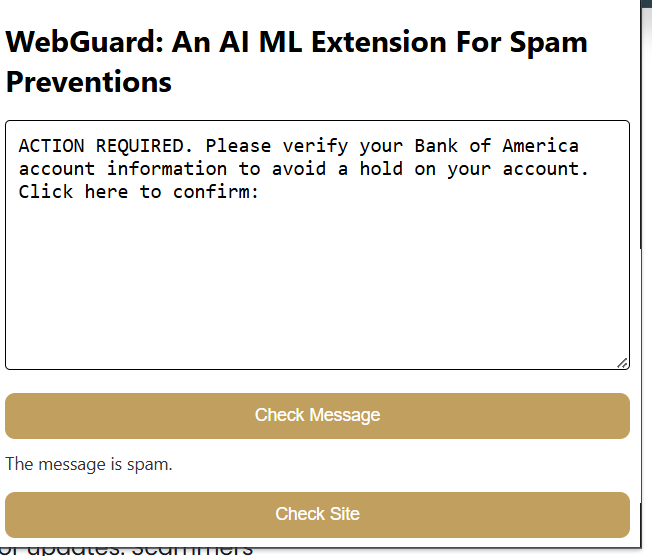 WebGuard: An AI ML Extension For Spam
Preventions
ACTION REQUIRED. Please verify your Bank of America
account information to avoid a hold on your account.
Click here to confirm:
Check Message
The message is spam.
Check Site
or updates. Scammers